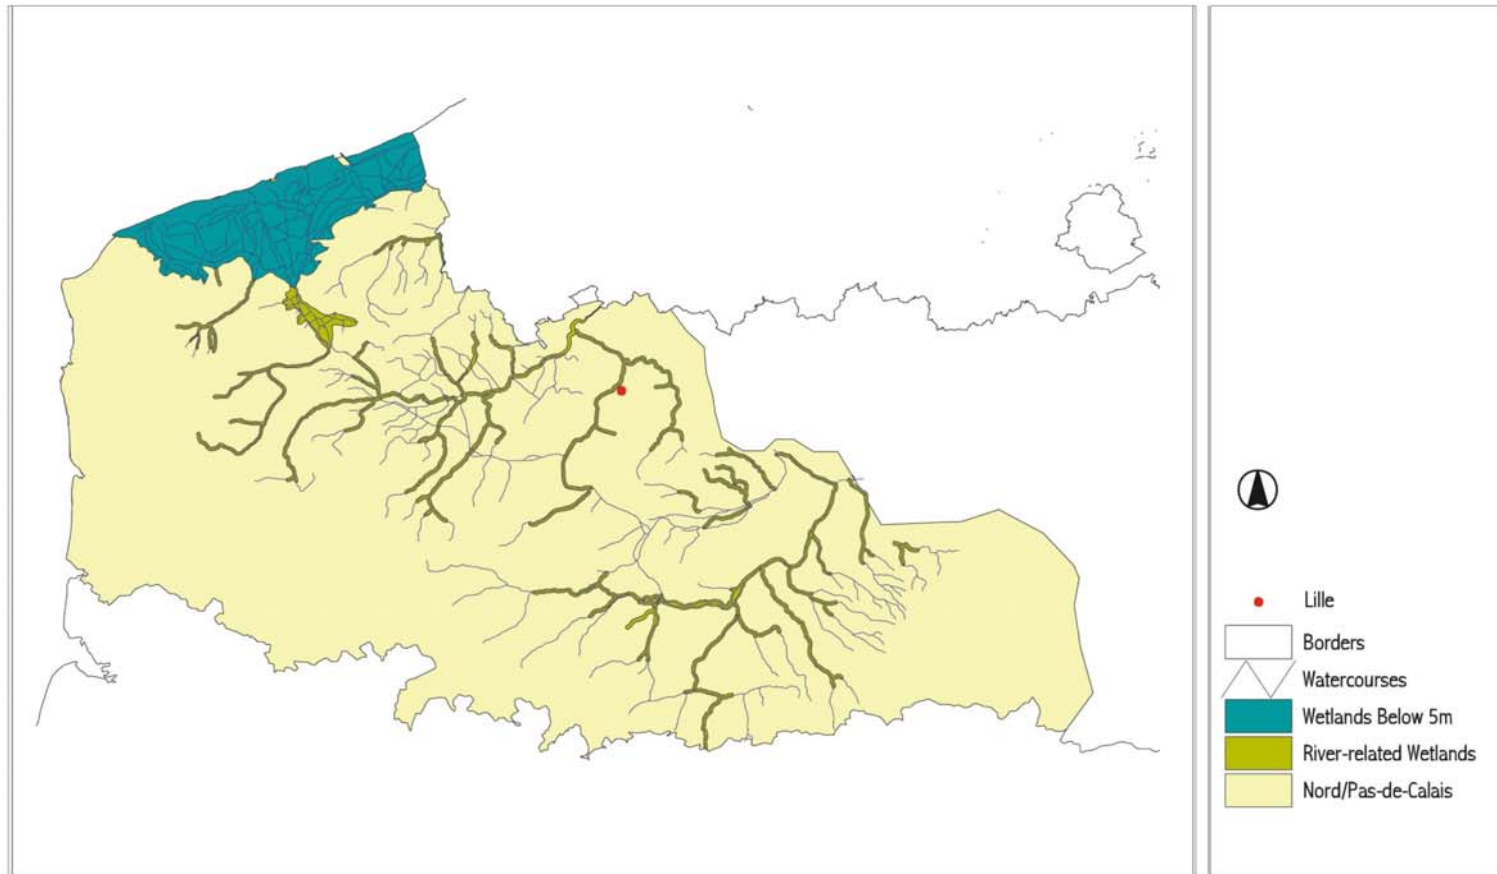 Lille
Borders
Watercourses
Wetlands Below 5m
River-related Wetlands
Nord/Pas-de-Calais